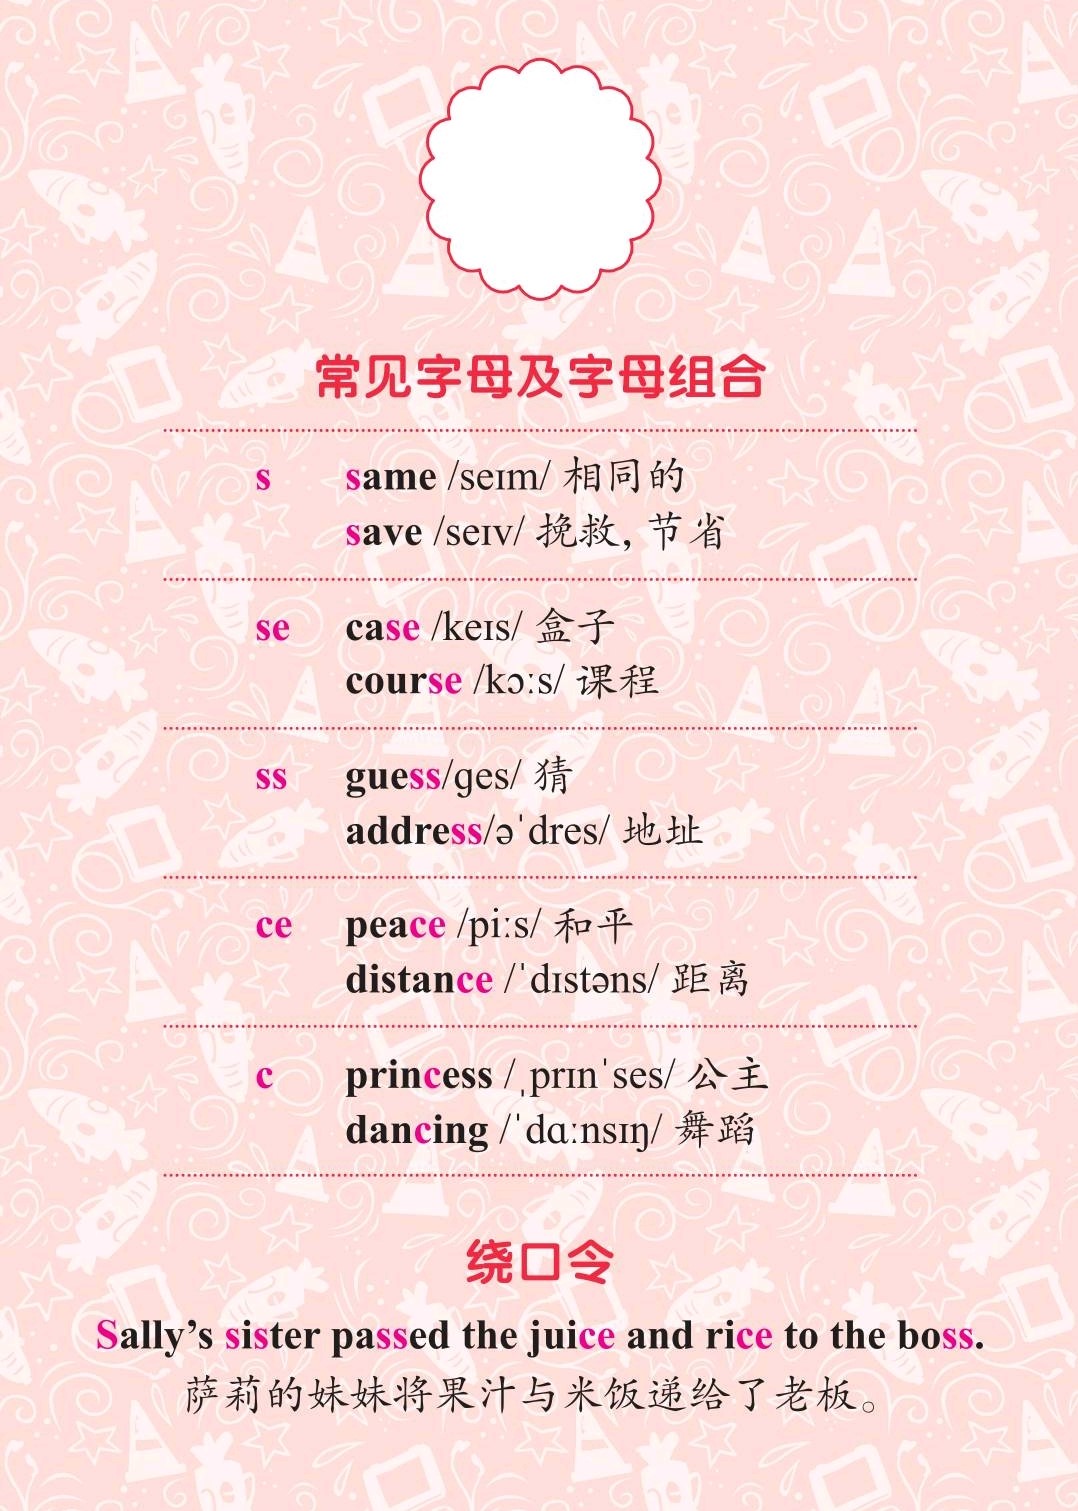 常见字母及字母组合
s same /seɪm/ 相同的
save /seɪv/ 挽救, 节省
se case /keɪs/ 盒子
course /kɔːs/ 课程
ss guess/ɡes/ 猜
address/əˈdres/ 地址
ce peace /piːs/ 和平
distance /ˈdɪstəns/ 距离
c princess /ˌprɪnˈses/ 公主
dancing /ˈdɑːnsɪŋ/ 舞蹈
绕口令
Sally’s sister passed the juice and rice to the boss.
萨莉的妹妹将果汁与米饭递给了老板。